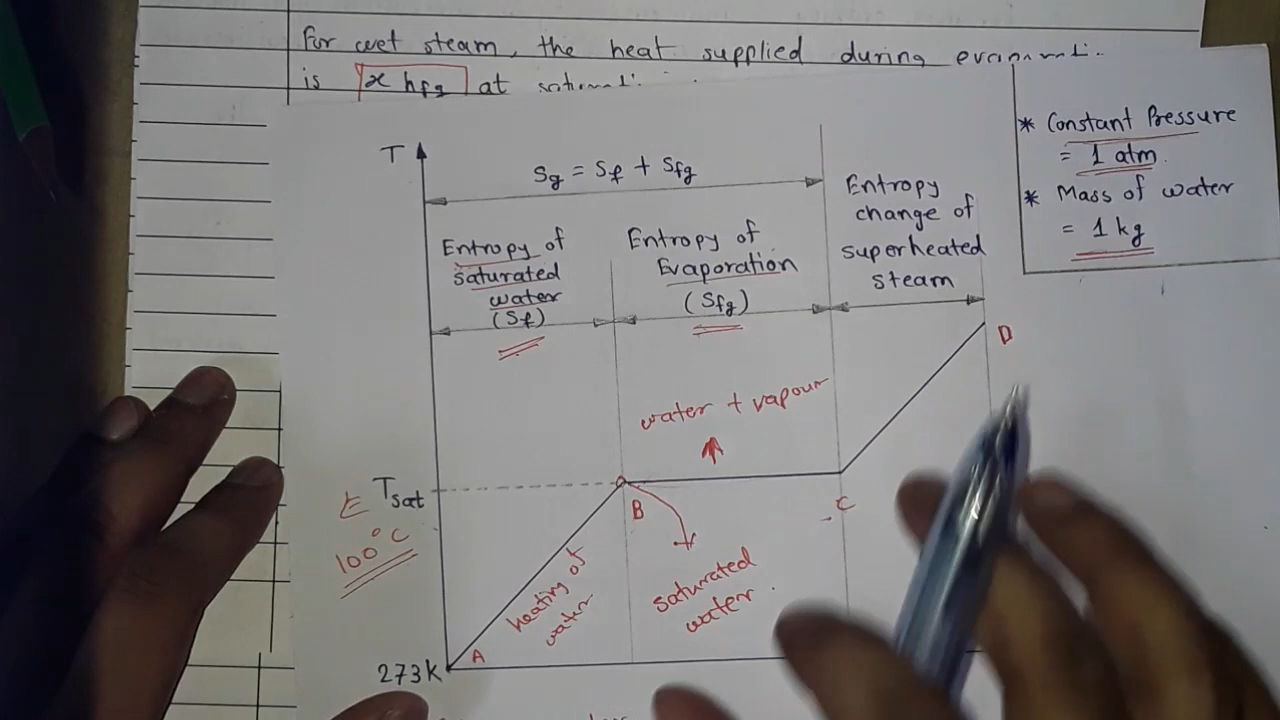 For wet steam, the heat supplied during
is x hfg at
* Constant Pressure
= 1 atm.
* Mass of water
= 1 kg
T
Sg = Sf + Sfg
Entropy of
saturated
water
(Sf)
Entropy of
Evaporation
(Sfg)
Entropy
change of
superheated
steam
D
water + vapour
Tsat
100°C
B
C
heating of
water
saturated
water.
273K
A